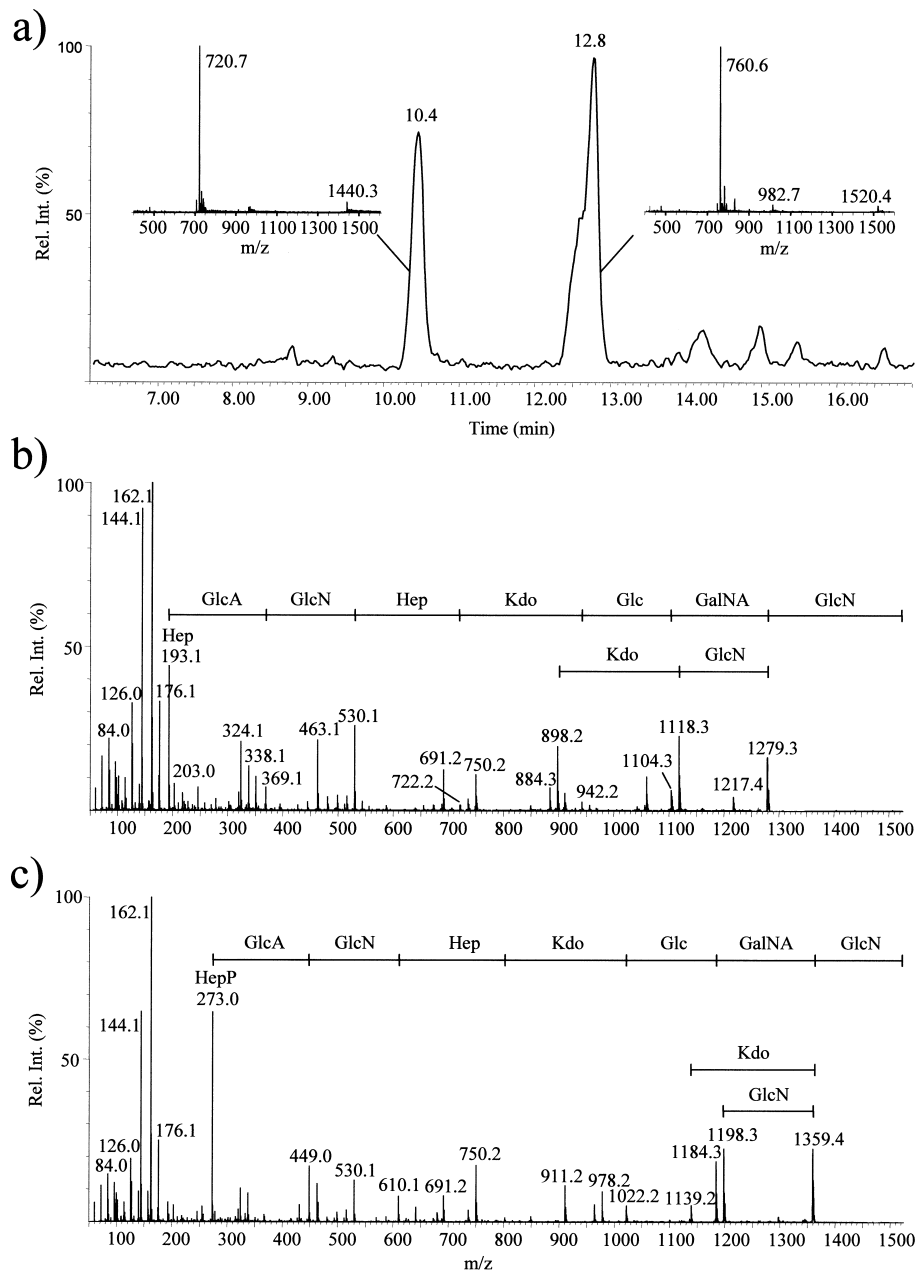 a)
100
50
Rel. Int. (%)
720.7
1440.3
500 700 900 1100 1300 1500
m/z
10.4
12.8
760.6
982.7
1520.4
500 700 900 1100 1300 1500
m/z
7.00 8.00 9.00 10.00 11.00 12.00 13.00 14.00 15.00 16.00
Time (min)
b)
100
50
Rel. Int. (%)
162.1
144.1
GlcA GlcN Hep Kdo Glc GalNA GlcN
Kdo GlcN
Hep
193.1
126.0
176.1
84.0
203.0
324.1
338.1
369.1
463.1
530.1
691.2
722.2
750.2
884.3
898.2
942.2
1104.3
1118.3
1217.4
1279.3
100 200 300 400 500 600 700 800 900 1000 1100 1200 1300 1400 1500
c)
100
50
Rel. Int. (%)
162.1
GlcA GlcN Hep Kdo Glc GalNA GlcN
HepP
273.0
144.1
Kdo
GlcN
126.0
176.1
84.0
449.0
530.1
610.1
691.2
750.2
911.2
978.2
1022.2
1139.2
1184.3
1198.3
1359.4
100 200 300 400 500 600 700 800 900 1000 1100 1200 1300 1400 1500
m/z